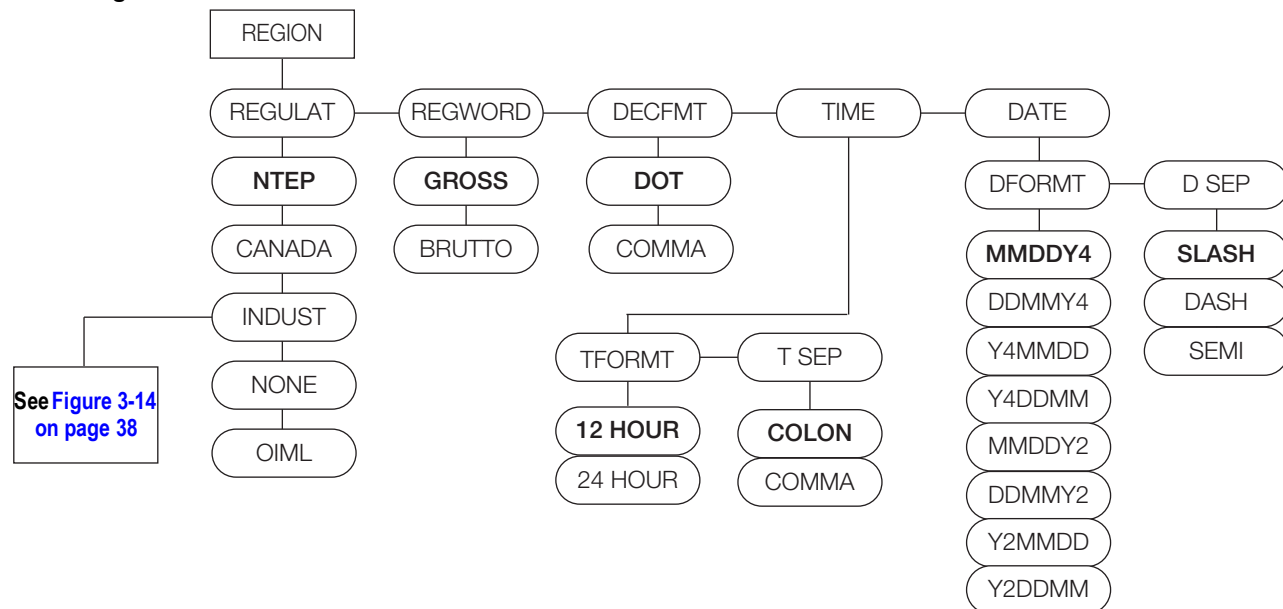 REGION
REGULAT
REGWORD
DECFMT
TIME
DATE
NTEP
GROSS
DOT
DFORMT
D SEP
CANADA
BRUTTO
COMMA
MMDDY4
SLASH
INDUST
DDMMY4
DASH
TFORMT
T SEP
Y4MMDD
SEMI
See Figure 3-14
on page 38
NONE
Y4DDMM
12 HOUR
COLON
OIML
MMDDY2
24 HOUR
COMMA
DDMMY2
Y2MMDD
Y2DDMM